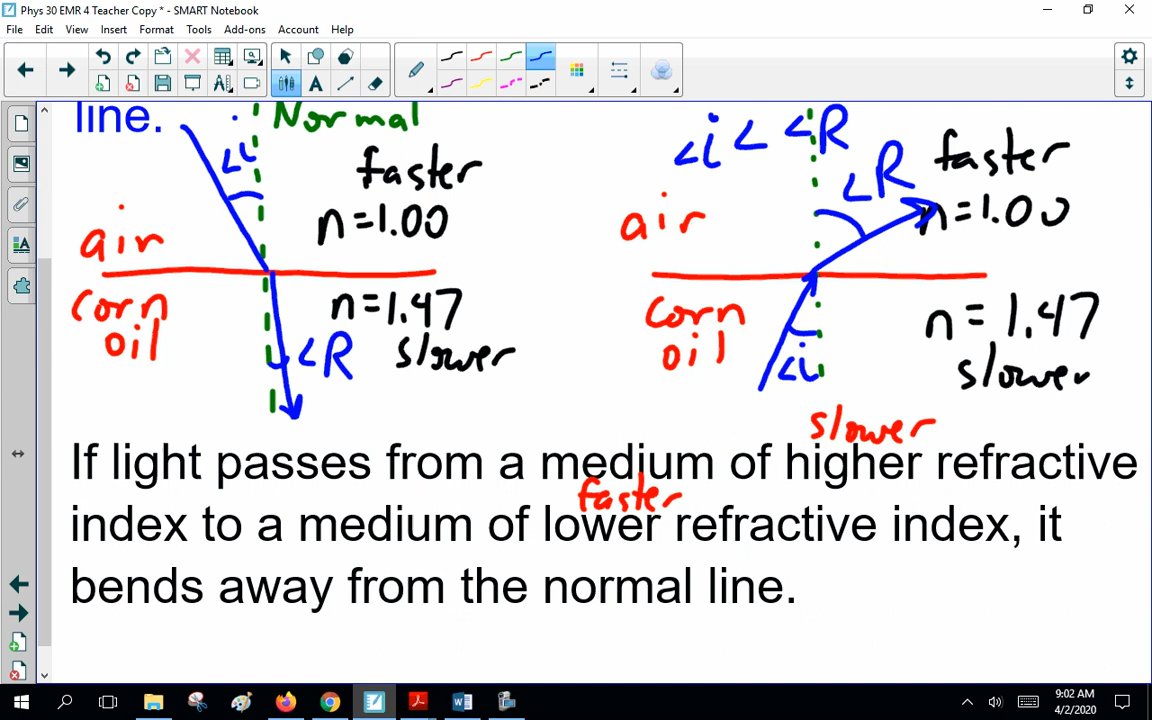 Phys 30 EMR 4 Teacher Copy * - SMART Notebook
File Edit View Insert Format Tools Add-ons Account Help
line.
Normal
<i
faster
n=1.00
air
corn
oil
n=1.47
slower
<R
<i < <R
<R
faster
n=1.00
air
corn
oil
n=1.47
slower
<i
slower
If light passes from a medium of higher refractive
faster
index to a medium of lower refractive index, it
bends away from the normal line.
9:02 AM
4/2/2020